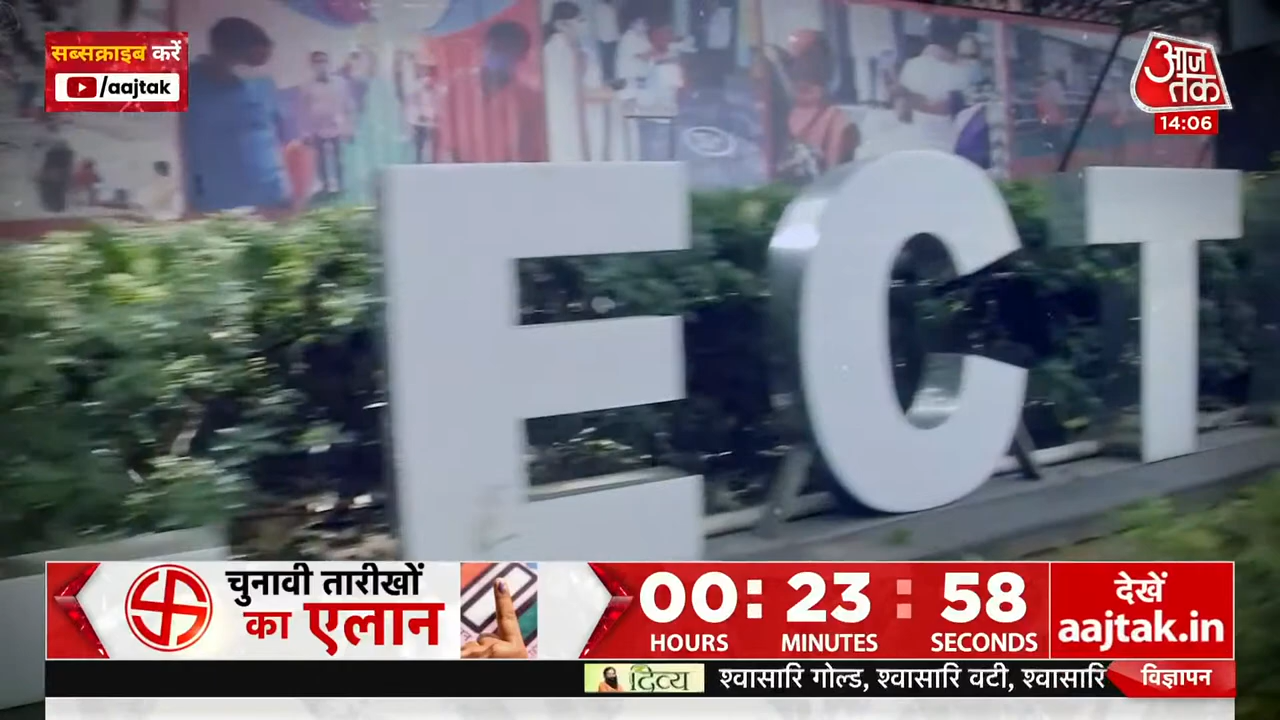 सब्सक्राइब करें
/aajtak
आज
तक
14:06
ECT
चुनावी तारीखों
का एलान
00: 23: 58
HOURS MINUTES SECONDS
देखें
aajtak.in
दिव्य श्वासारि गोल्ड, श्वासारि वटी, श्वासारि
विज्ञापन